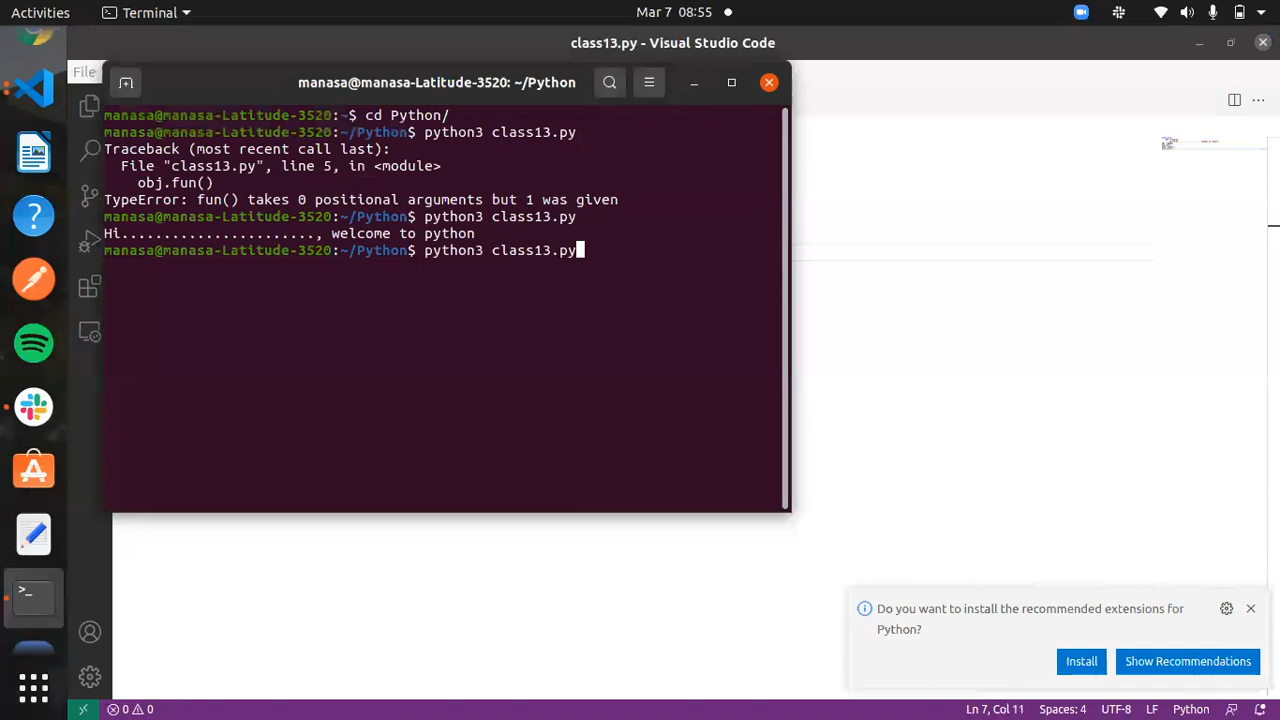 Activities
Terminal
Mar 7 08:55
class13.py - Visual Studio Code
File
manasa@manasa-Latitude-3520: ~/Python
manasa@manasa-Latitude-3520:~$ cd Python/
manasa@manasa-Latitude-3520:~/Python$ python3 class13.py
Traceback (most recent call last):
  File "class13.py", line 5, in <module>
    obj.fun()
TypeError: fun() takes 0 positional arguments but 1 was given
manasa@manasa-Latitude-3520:~/Python$ python3 class13.py
Hi......................., welcome to python
manasa@manasa-Latitude-3520:~/Python$ python3 class13.py
Do you want to install the recommended extensions for
Python?
Install
Show Recommendations
0 0
Ln 7, Col 11
Spaces: 4
UTF-8
LF
Python